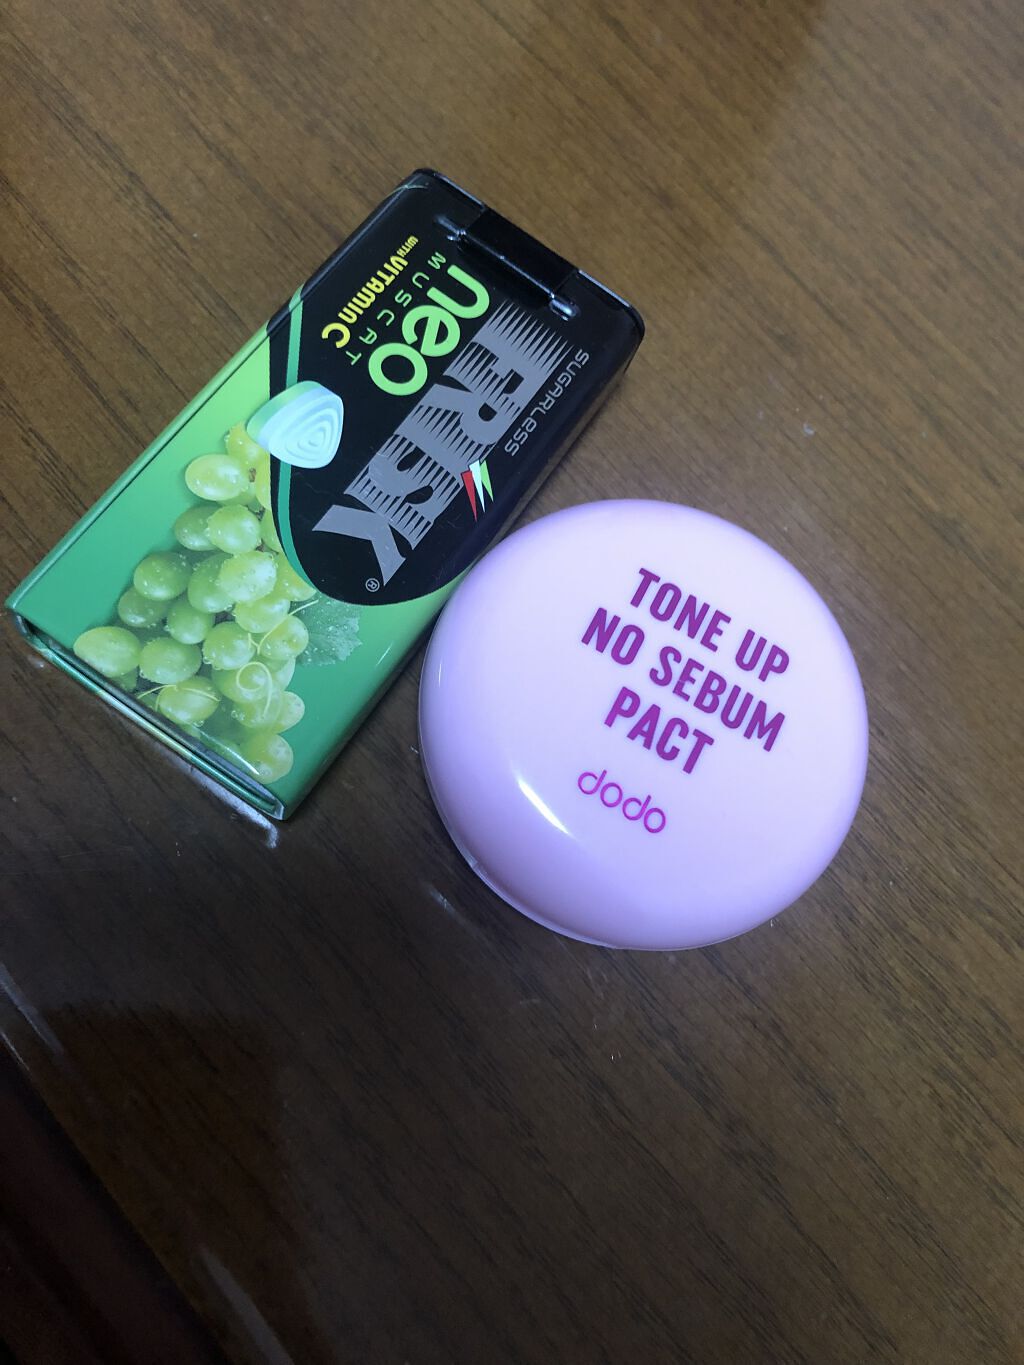 SUGARLESS
FRISK®
neo
MUSCAT
WITH VITAMIN C
TONE UP
NO SEBUM
PACT
dodo